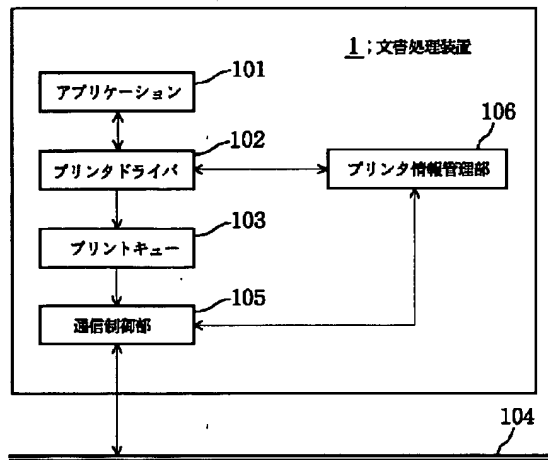 1;文書処理装置
101
アプリケーション
102
プリンタドライバ
106
プリンタ情報管理部
103
プリントキュー
105
通信制御部
104